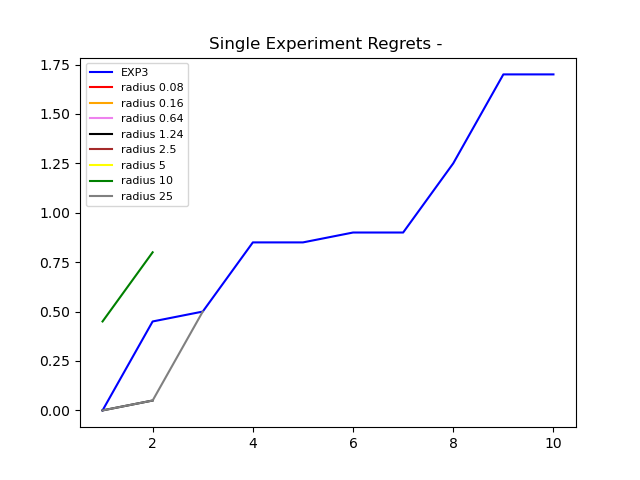 Single Experiment Regrets -
EXP3
radius 0.08
radius 0.16
radius 0.64
radius 1.24
radius 2.5
radius 5
radius 10
radius 25
1.75
1.50
1.25
1.00
0.75
0.50
0.25
0.00
2 4 6 8 10